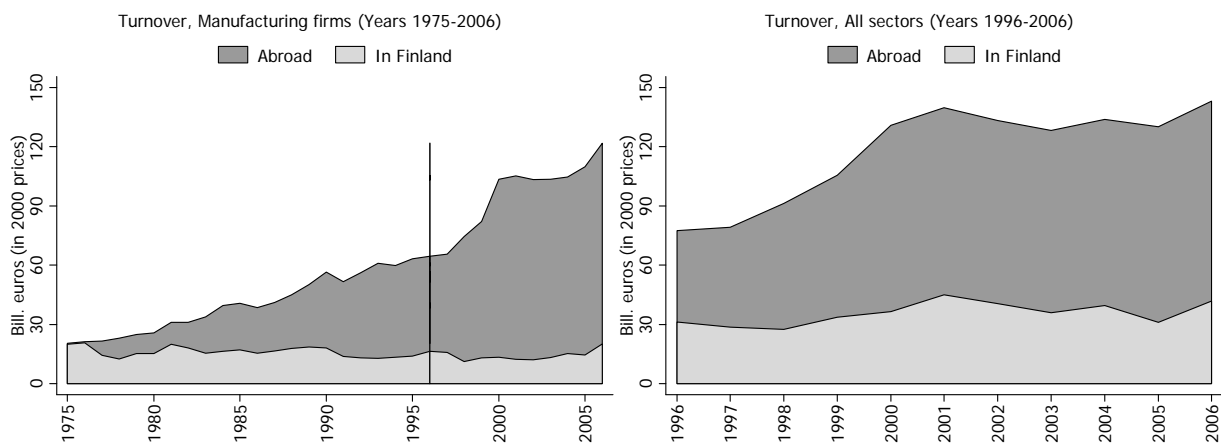 Turnover, Manufacturing firms (Years 1975-2006)
Abroad In Finland
Bill. euros (in 2000 prices)
150
120
90
60
30
0
1975 1980 1985 1990 1995 2000 2005
Turnover, All sectors (Years 1996-2006)
Abroad In Finland
Bill. euros (in 2000 prices)
150
120
90
60
30
0
1996 1997 1998 1999 2000 2001 2002 2003 2004 2005 2006